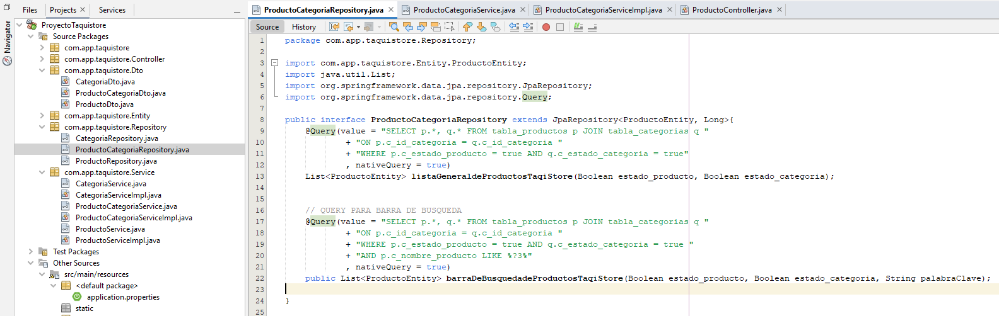 Files Projects × Services
ProductoCategoriaRepository.java × ProductoCategoriaService.java × ProductoCategoriaServiceImpl.java × ProductoController.java ×
Source History
Navigator
ProyectoTaquistore
Source Packages
com.app.taquistore
com.app.taquistore.Controller
com.app.taquistore.Dto
CategoriaDto.java
ProductoCategoriaDto.java
ProductoDto.java
com.app.taquistore.Entity
com.app.taquistore.Repository
CategoriaRepository.java
ProductoCategoriaRepository.java
ProductoRepository.java
com.app.taquistore.Service
CategoriaService.java
CategoriaServiceImpl.java
ProductoCategoriaService.java
ProductoCategoriaServiceImpl.java
ProductoService.java
ProductoServiceImpl.java
Test Packages
Other Sources
src/main/resources
<default package>
application.properties
static
1 package com.app.taquistore.Repository;
2
3 import com.app.taquistore.Entity.ProductoEntity;
4 import java.util.List;
5 import org.springframework.data.jpa.repository.JpaRepository;
6 import org.springframework.data.jpa.repository.Query;
7
8 public interface ProductoCategoriaRepository extends JpaRepository<ProductoEntity, Long>{
9 @Query(value = "SELECT p.*, q.* FROM tabla_productos p JOIN tabla_categorias q "
10 + "ON p.c_id_categoria = q.c_id_categoria "
11 + "WHERE p.c_estado_producto = true AND q.c_estado_categoria = true"
12 , nativeQuery = true)
13 List<ProductoEntity> listaGeneraldeProductosTaqiStore(Boolean estado_producto, Boolean estado_categoria);
14
15
16 // QUERY PARA BARRA DE BUSQUEDA
17 @Query(value = "SELECT p.*, q.* FROM tabla_productos p JOIN tabla_categorias q "
18 + "ON p.c_id_categoria = q.c_id_categoria "
19 + "WHERE p.c_estado_producto = true AND q.c_estado_categoria = true "
20 + "AND p.c_nombre_producto LIKE %?3%"
21 , nativeQuery = true)
22 public List<ProductoEntity> barraDeBusquedadeProductosTaqiStore(Boolean estado_producto, Boolean estado_categoria, String palabraClave);
23
24 }
25